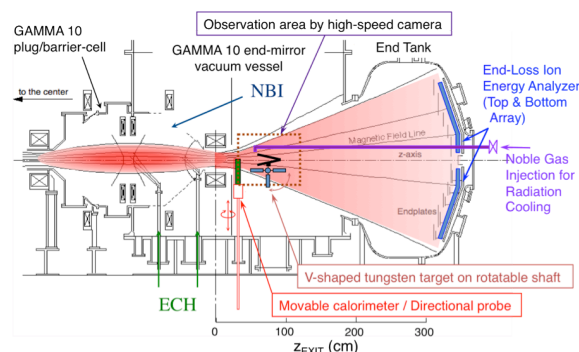 Observation area by high-speed camera
GAMMA 10
plug/barrier-cell
GAMMA 10 end-mirror
vacuum vessel
End Tank
to the center
NBI
End-Loss Ion
Energy Analyzer
(Top & Bottom
Array)
Magnetic Field Line
z-axis
Noble Gas
Injection for
Radiation
Cooling
Endplates
V-shaped tungsten target on rotatable shaft
ECH
Movable calorimeter / Directional probe
0 100 200 300
zEXIT (cm)